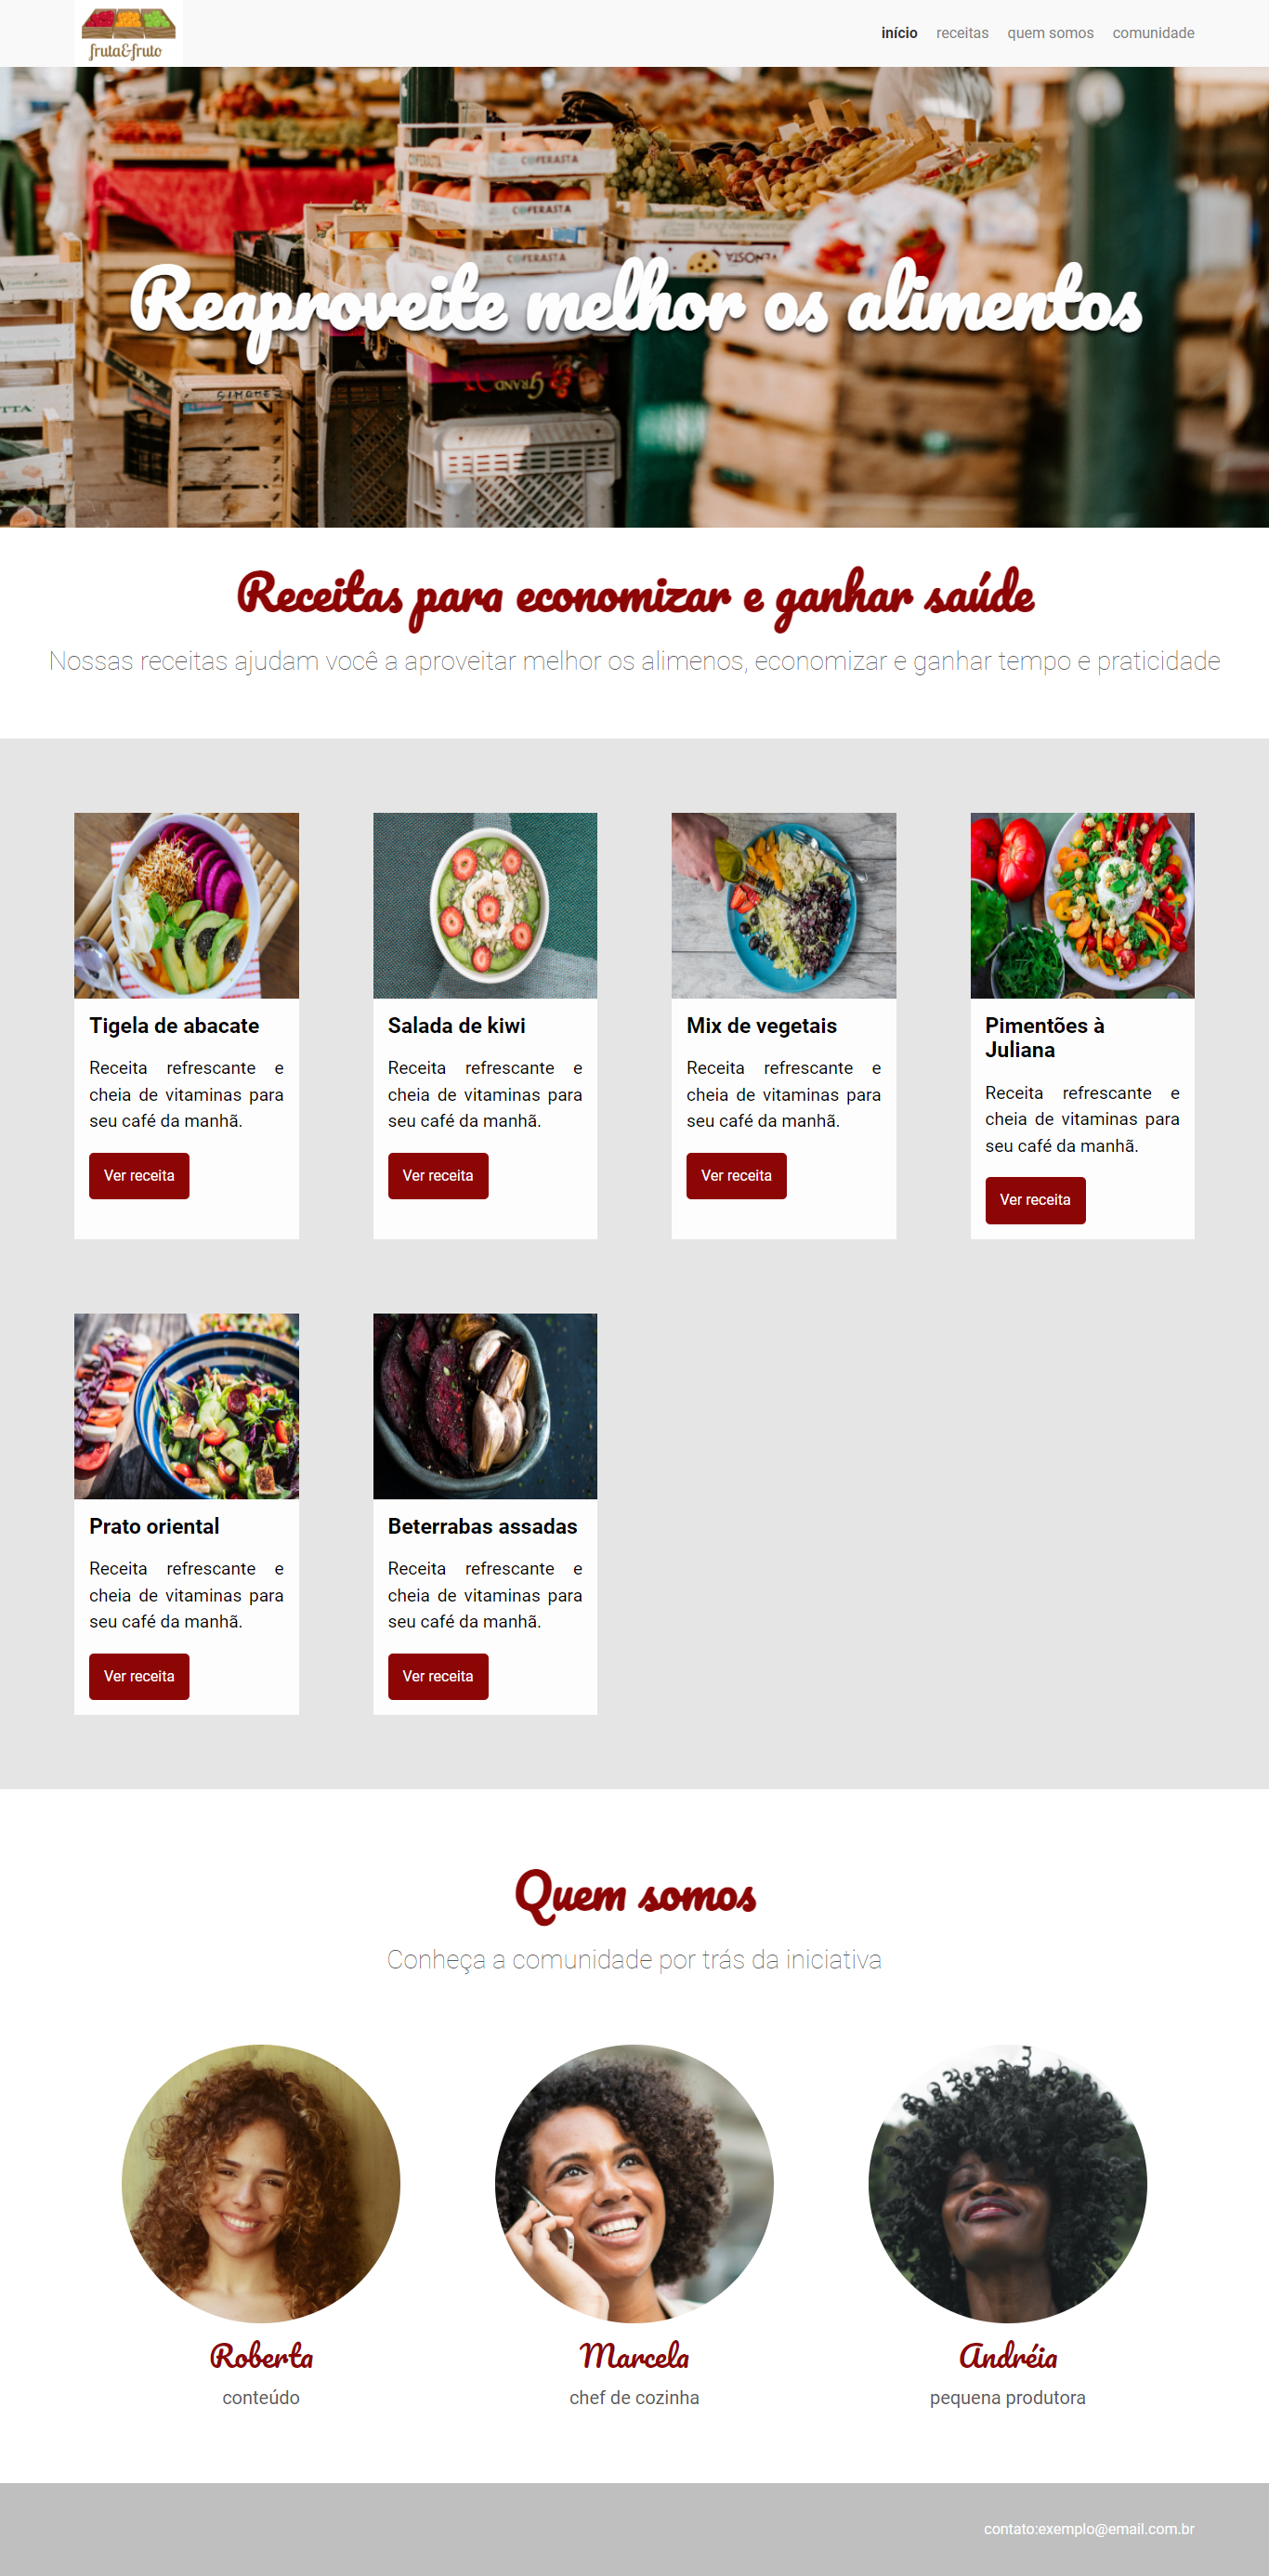 fruta&fruto
início receitas quem somos comunidade
COFERASTA
COFERASTA
COFERASTA
Reaproveite melhor os alimentos
SIMONE
Receitas para economizar e ganhar saúde
Nossas receitas ajudam você a aproveitar melhor os alimenos, economizar e ganhar tempo e praticidade
Tigela de abacate
Receita refrescante e
cheia de vitaminas para
seu café da manhã.
Ver receita
Salada de kiwi
Receita refrescante e
cheia de vitaminas para
seu café da manhã.
Ver receita
Mix de vegetais
Receita refrescante e
cheia de vitaminas para
seu café da manhã.
Ver receita
Pimentões à
Juliana
Receita refrescante e
cheia de vitaminas para
seu café da manhã.
Ver receita
Prato oriental
Receita refrescante e
cheia de vitaminas para
seu café da manhã.
Ver receita
Beterrabas assadas
Receita refrescante e
cheia de vitaminas para
seu café da manhã.
Ver receita
Quem somos
Conheça a comunidade por trás da iniciativa
Roberta
conteúdo
Marcela
chef de cozinha
Andréia
pequena produtora
contato:exemplo@email.com.br